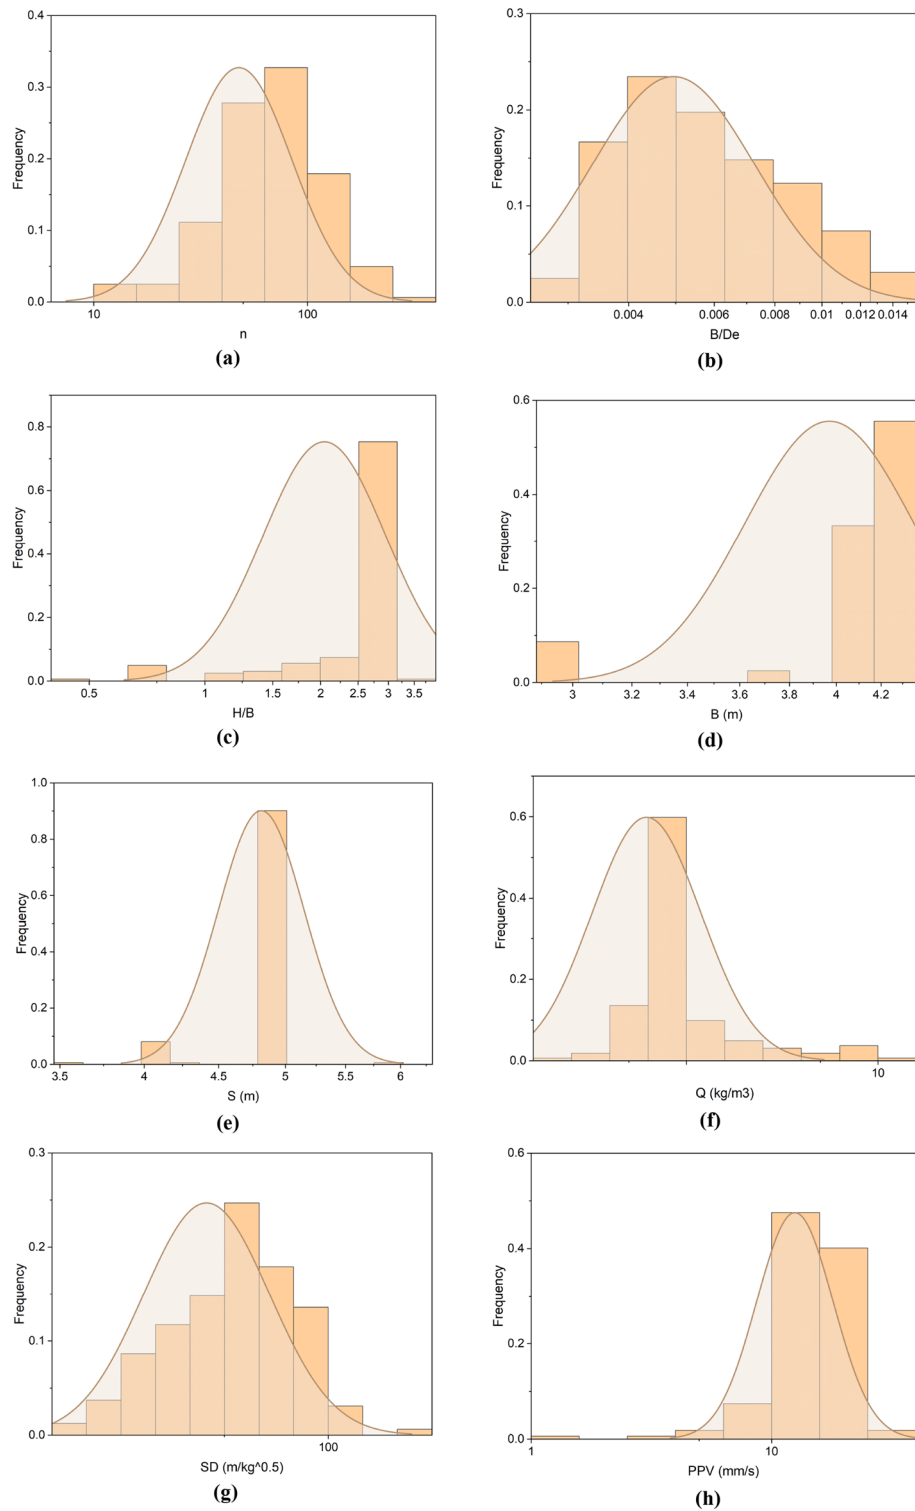 0.4
0.3
0.2
0.1
0.0
Frequency
10
100
n
(a)
0.3
0.2
0.1
0.0
Frequency
0.004
0.006
0.008
0.01
0.012
0.014
B/De
(b)
0.8
0.6
0.4
0.2
0.0
Frequency
0.5
1
1.5
2
2.5
3
3.5
H/B
(c)
0.6
0.4
0.2
0.0
Frequency
3
3.2
3.4
3.6
3.8
4
4.2
B (m)
(d)
1.0
0.8
0.6
0.4
0.2
0.0
Frequency
3.5
4
4.5
5
5.5
6
S (m)
(e)
0.6
0.4
0.2
0.0
Frequency
10
Q (kg/m3)
(f)
0.3
0.2
0.1
0.0
Frequency
100
SD (m/kg^0.5)
(g)
0.6
0.4
0.2
0.0
Frequency
1
10
PPV (mm/s)
(h)